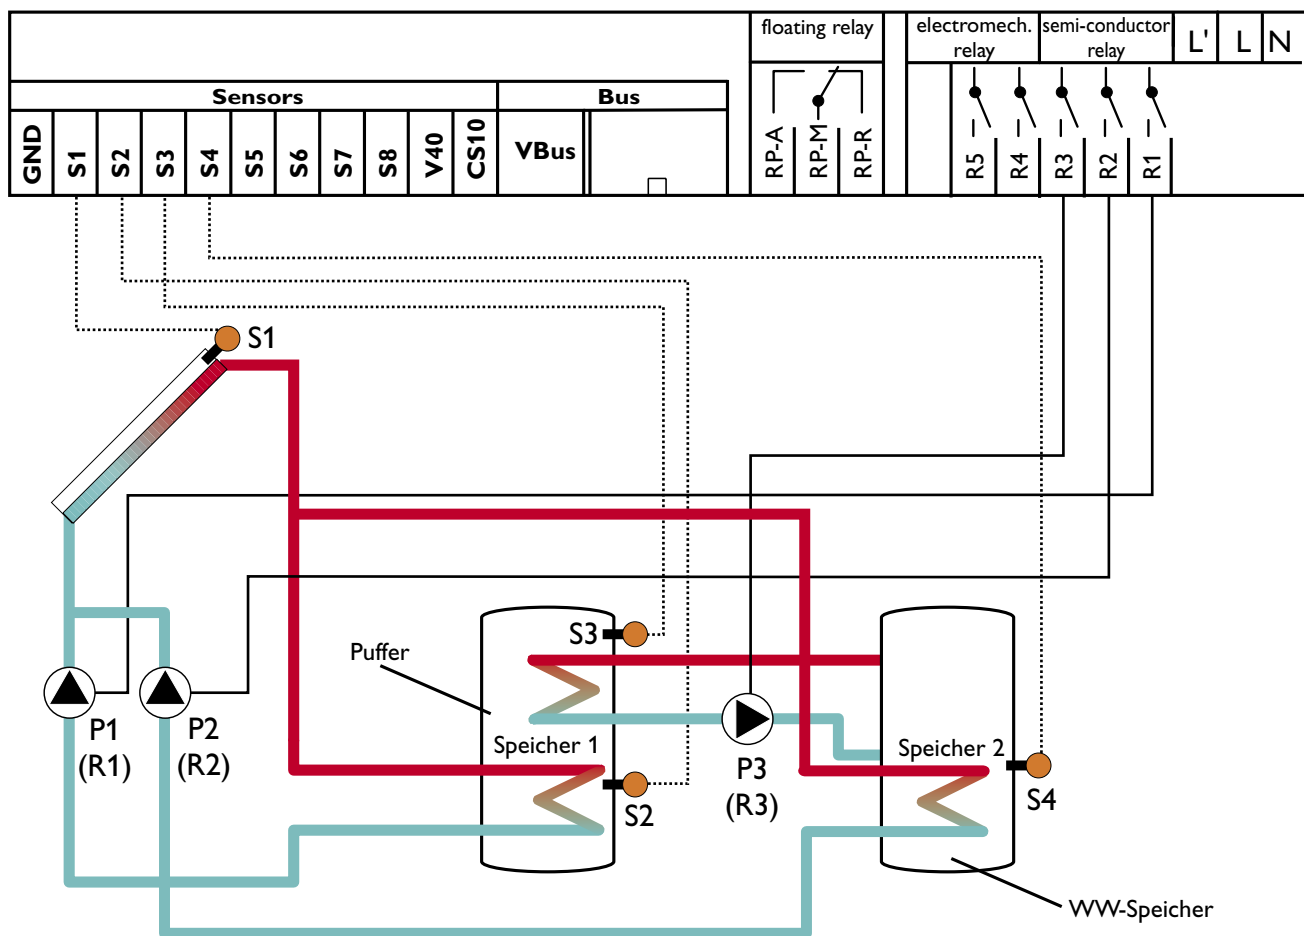 floating relay
electromech.
relay
semi-conductor
relay
L'
L
N
Sensors
Bus
GND
S1
S2
S3
S4
S5
S6
S7
S8
V40
CS10
VBus
RP-A
RP-M
RP-R
R5
R4
R3
R2
R1
S1
S3
Puffer
P1
(R1)
P2
(R2)
Speicher 1
S2
P3
(R3)
Speicher 2
S4
WW-Speicher